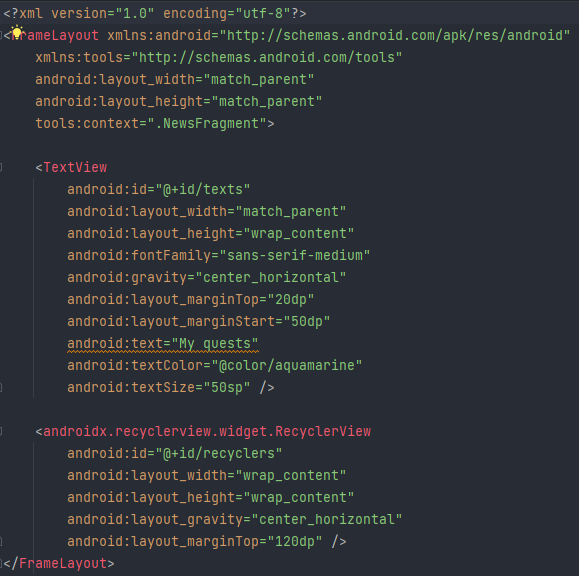 <?xml version="1.0" encoding="utf-8"?>
<FrameLayout xmlns:android="http://schemas.android.com/apk/res/android"
    xmlns:tools="http://schemas.android.com/tools"
    android:layout_width="match_parent"
    android:layout_height="match_parent"
    tools:context=".NewsFragment">

    <TextView
        android:id="@+id/texts"
        android:layout_width="match_parent"
        android:layout_height="wrap_content"
        android:fontFamily="sans-serif-medium"
        android:gravity="center_horizontal"
        android:layout_marginTop="20dp"
        android:layout_marginStart="50dp"
        android:text="My quests"
        android:textColor="@color/aquamarine"
        android:textSize="50sp" />

    <androidx.recyclerview.widget.RecyclerView
        android:id="@+id/recyclers"
        android:layout_width="wrap_content"
        android:layout_height="wrap_content"
        android:layout_gravity="center_horizontal"
        android:layout_marginTop="120dp" />
</FrameLayout>